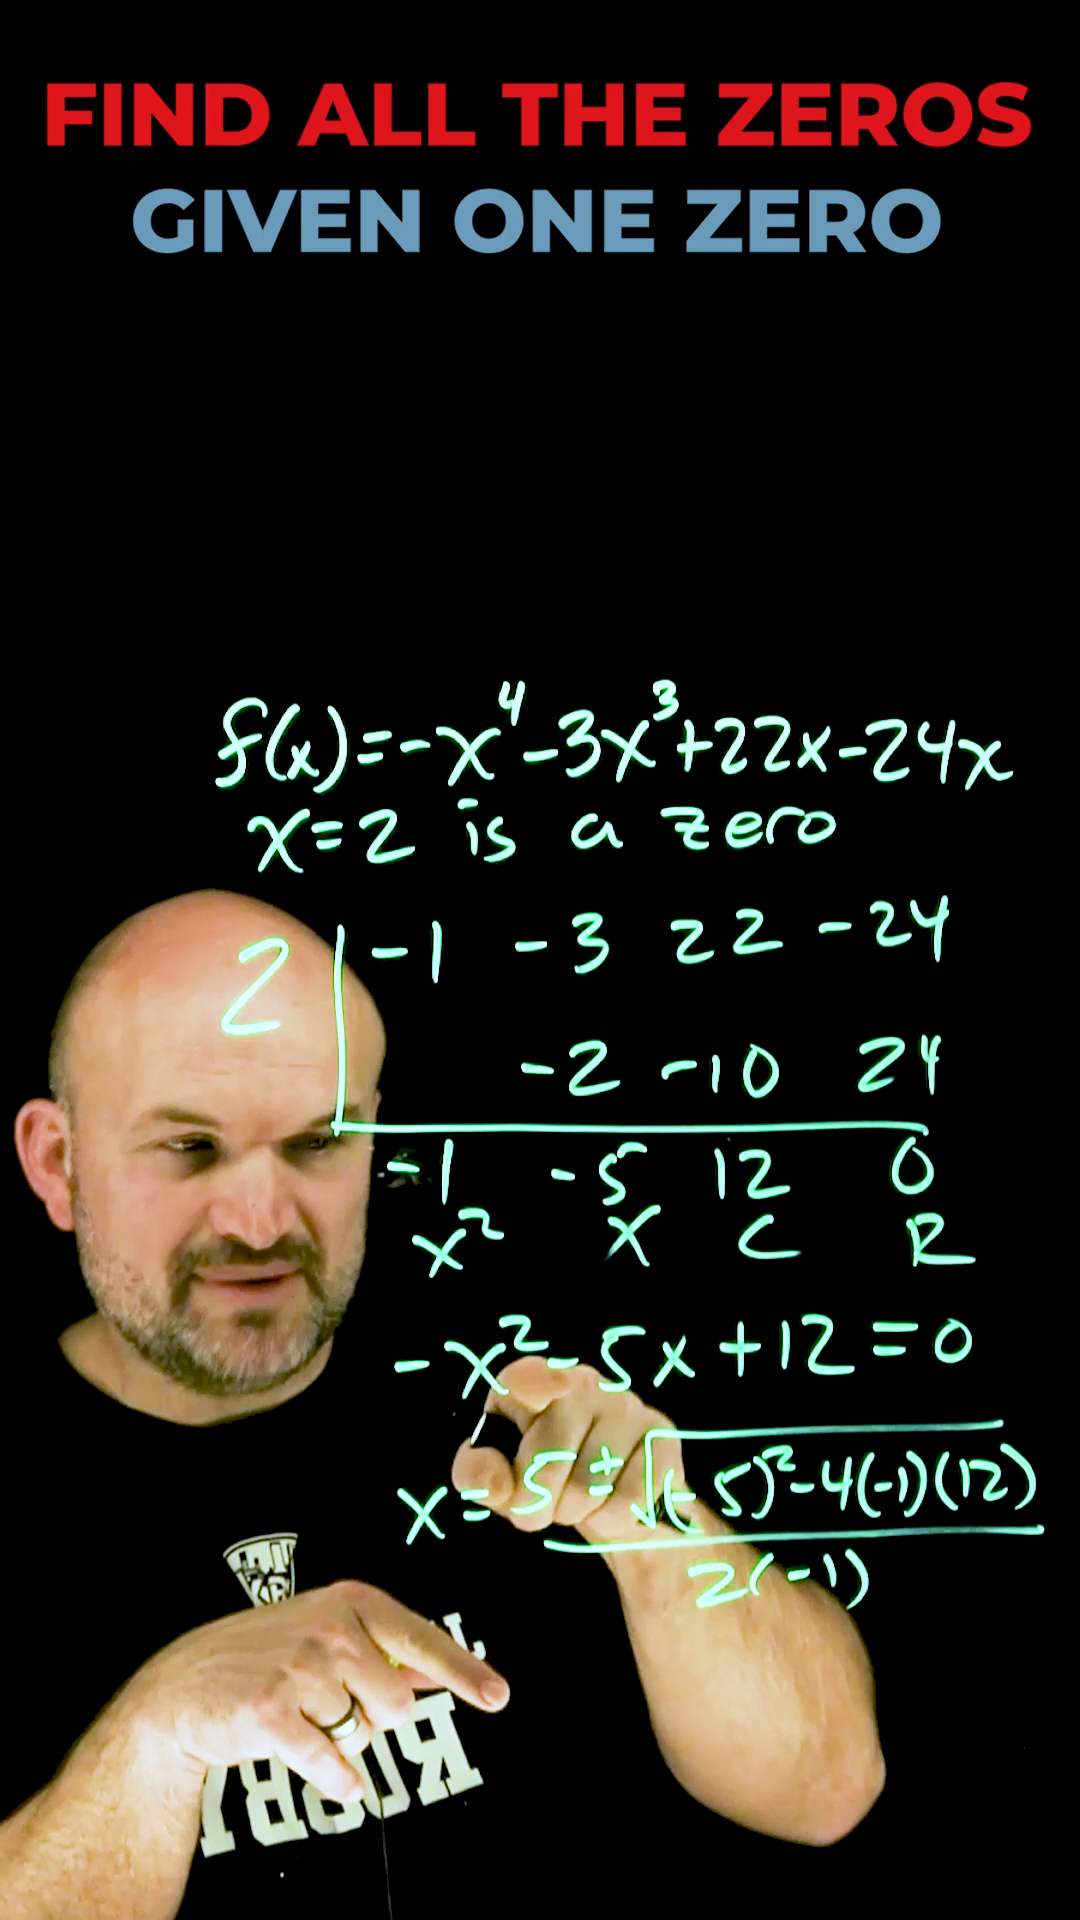 FIND ALL THE ZEROS
GIVEN ONE ZERO
f(x)=-x⁴-3x³+22x-24x
x=2 is a zero
2 | -1 -3 22 -24
-2 -10 24
-1 -5 12 0
x² x C R
-x²-5x+12=0
x= 5 ± √(-5)²-4(-1)(12)
2(-1)